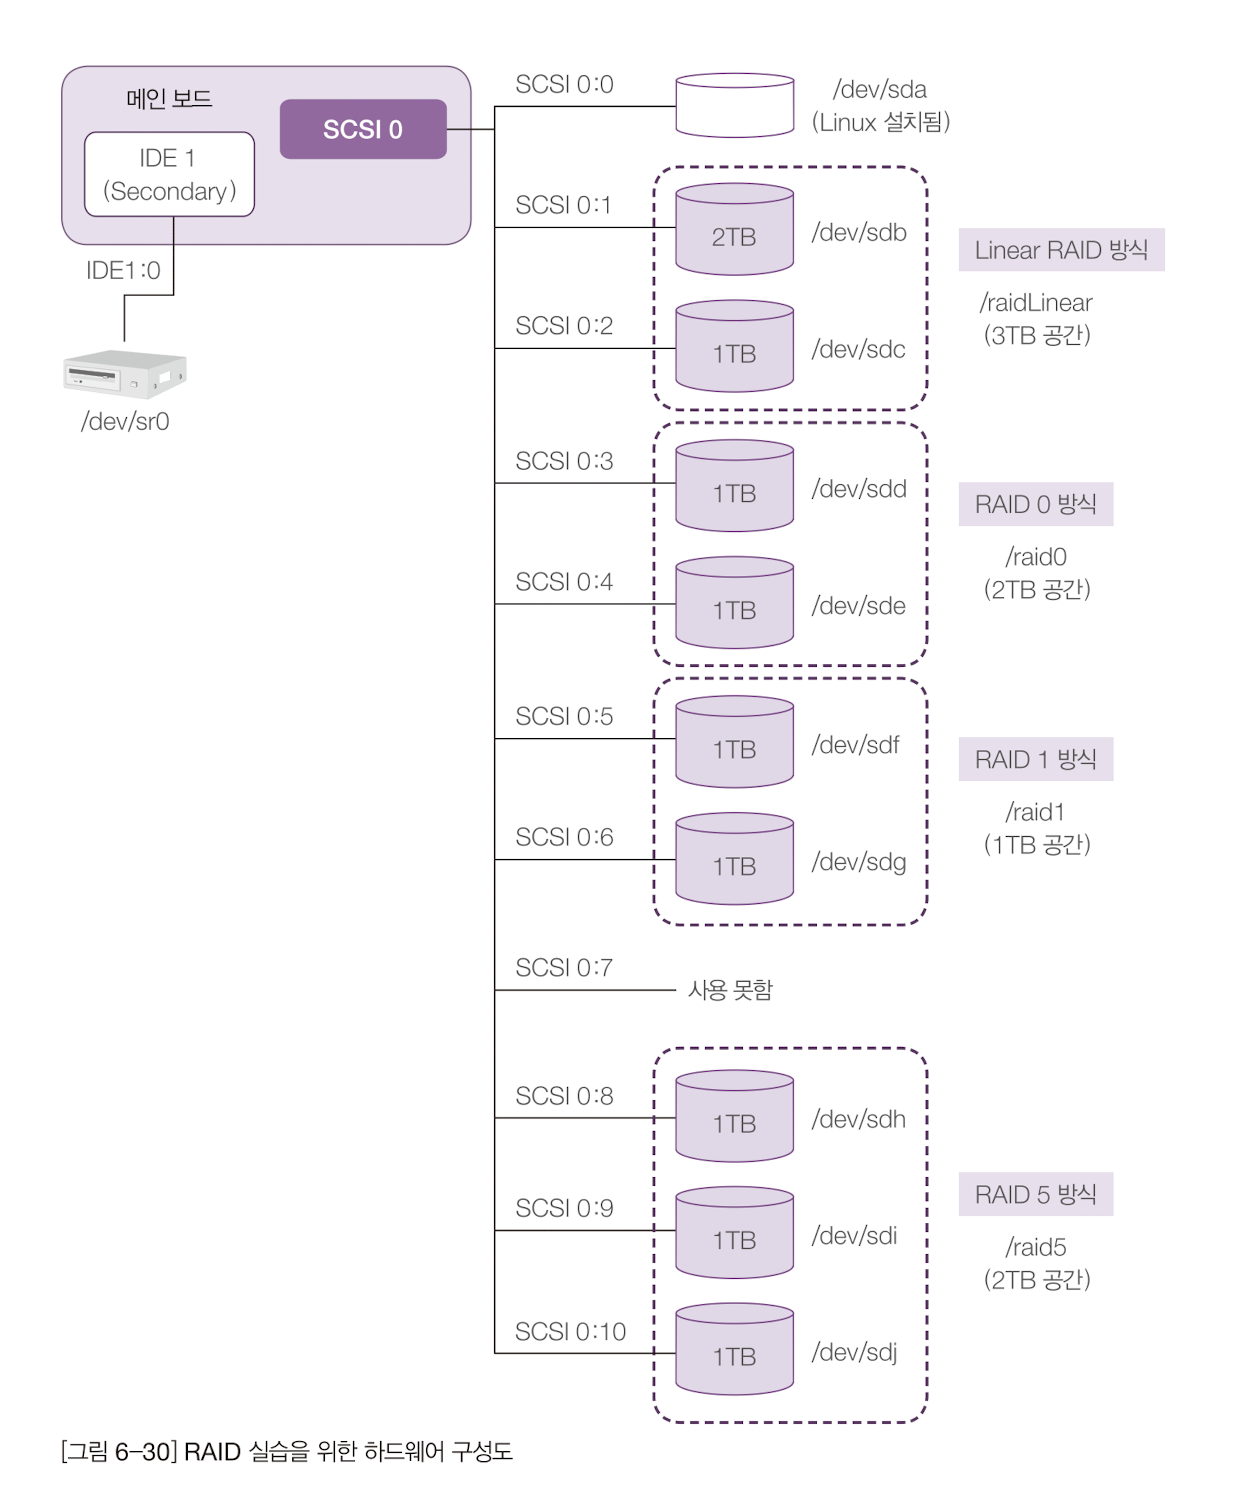 메인 보드
SCSI 0
IDE 1
(Secondary)
IDE1:0
/dev/sr0
SCSI 0:0
/dev/sda
(Linux 설치됨)
SCSI 0:1
2TB
/dev/sdb
SCSI 0:2
1TB
/dev/sdc
Linear RAID 방식
/raidLinear
(3TB 공간)
SCSI 0:3
1TB
/dev/sdd
SCSI 0:4
1TB
/dev/sde
RAID 0 방식
/raid0
(2TB 공간)
SCSI 0:5
1TB
/dev/sdf
SCSI 0:6
1TB
/dev/sdg
RAID 1 방식
/raid1
(1TB 공간)
SCSI 0:7
사용 못함
SCSI 0:8
1TB
/dev/sdh
SCSI 0:9
1TB
/dev/sdi
SCSI 0:10
1TB
/dev/sdj
RAID 5 방식
/raid5
(2TB 공간)
[그림 6-30] RAID 실습을 위한 하드웨어 구성도